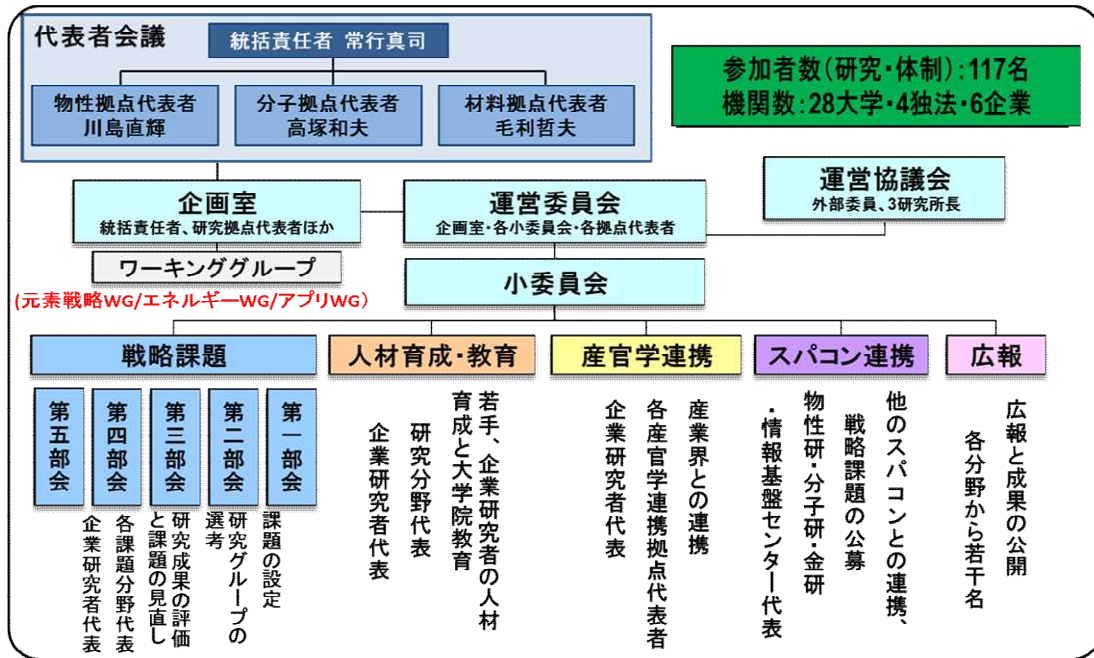 代表者会議
統括責任者 常行真司
物性拠点代表者
川島直輝
分子拠点代表者
高塚和夫
材料拠点代表者
毛利哲夫
参加者数(研究・体制):117名
機関数:28大学・4独法・6企業
企画室
統括責任者、研究拠点代表者ほか
運営委員会
企画室・各小委員会・各拠点代表者
運営協議会
外部委員、3研究所長
ワーキンググループ
(元素戦略WG/エネルギーWG/アプリWG)
小委員会
戦略課題
第一部会
第二部会
第三部会
第四部会
第五部会
課題の設定
研究グループの
選考
研究成果の評価
と課題の見直し
各課題分野代表
企業研究者代表
人材育成・教育
若手、企業研究者の人材
育成と大学院教育
研究分野代表
企業研究者代表
産官学連携
産業界との連携
各産官学連携拠点代表者
企業研究者代表
スパコン連携
他のスパコンとの連携、
戦略課題の公募
物性研・分子研・金研
・情報基盤センター代表
広報
広報と成果の公開
各分野から若干名